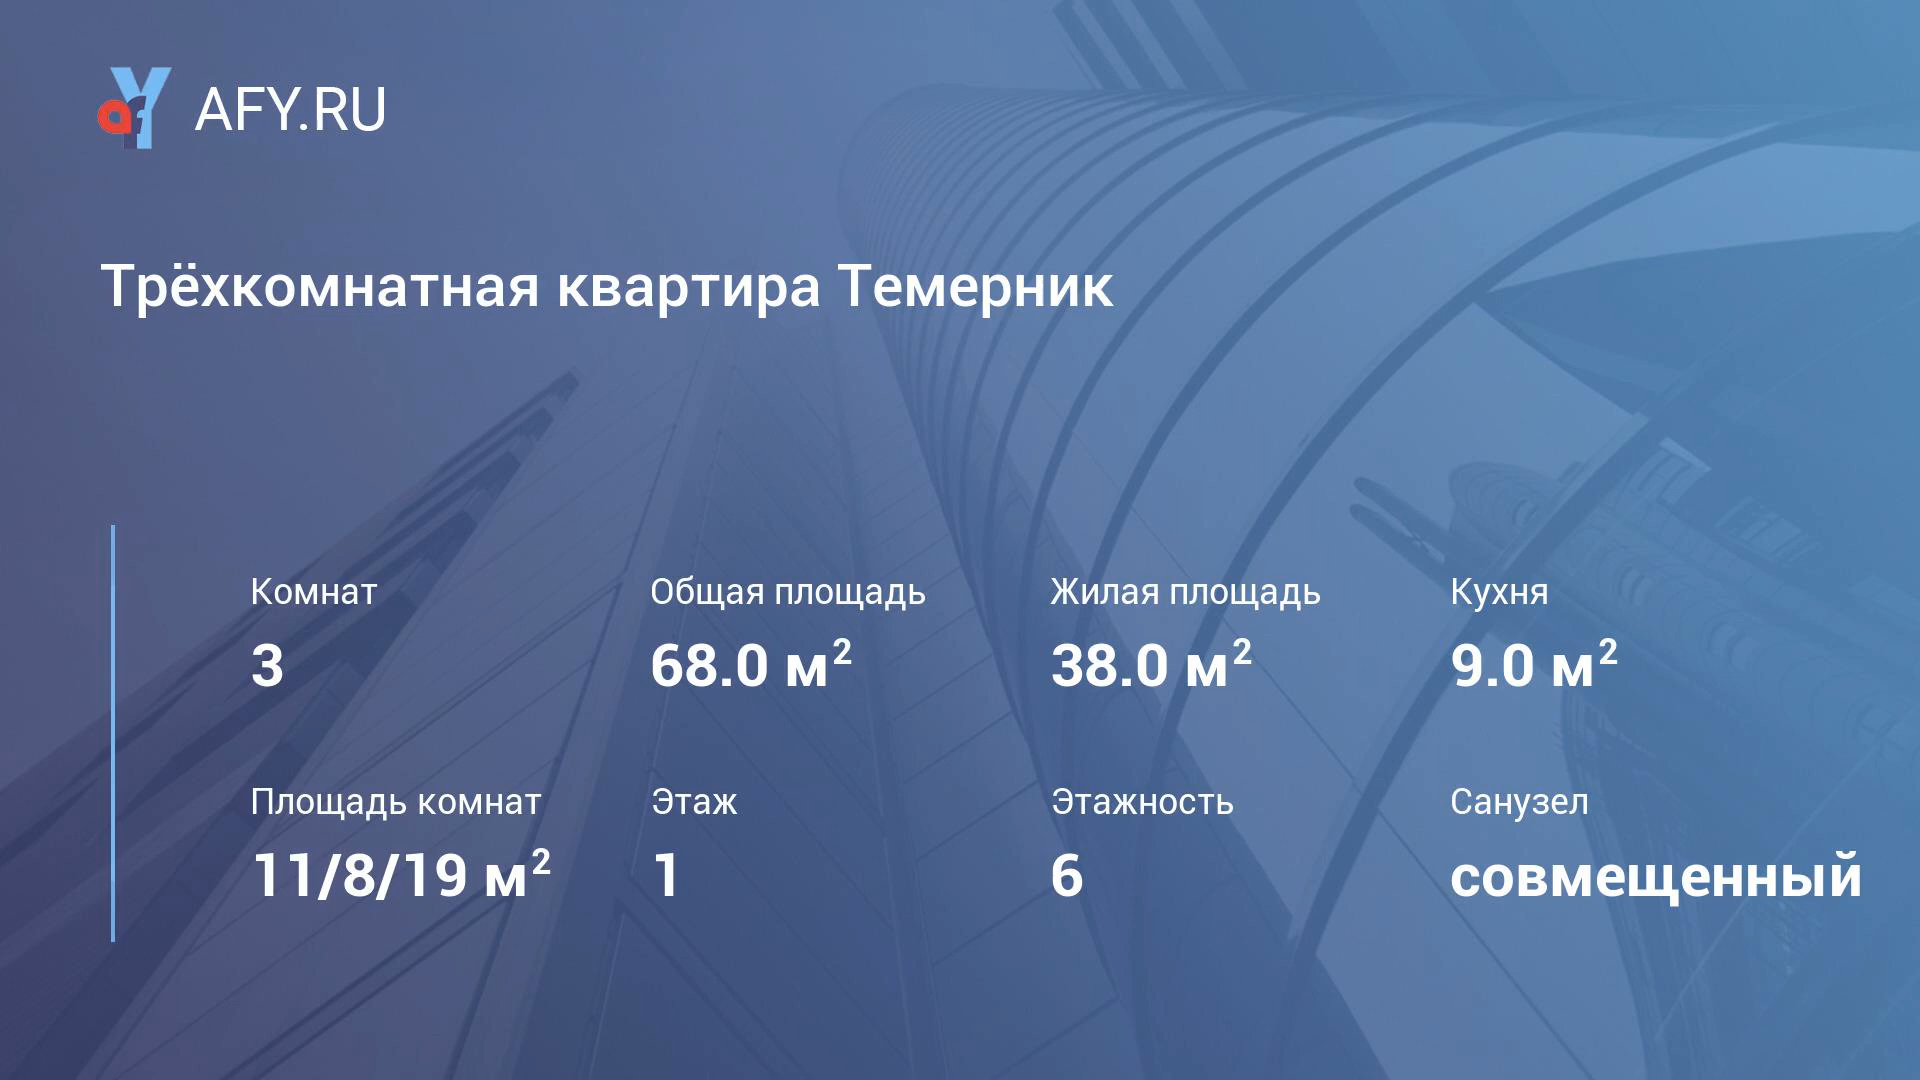 afY AFY.RU
Трёхкомнатная квартира Темерник
Комнат
3
Общая площадь
68.0 м²
Жилая площадь
38.0 м²
Кухня
9.0 м²
Площадь комнат
11/8/19 м²
Этаж
1
Этажность
6
Санузел
совмещенный